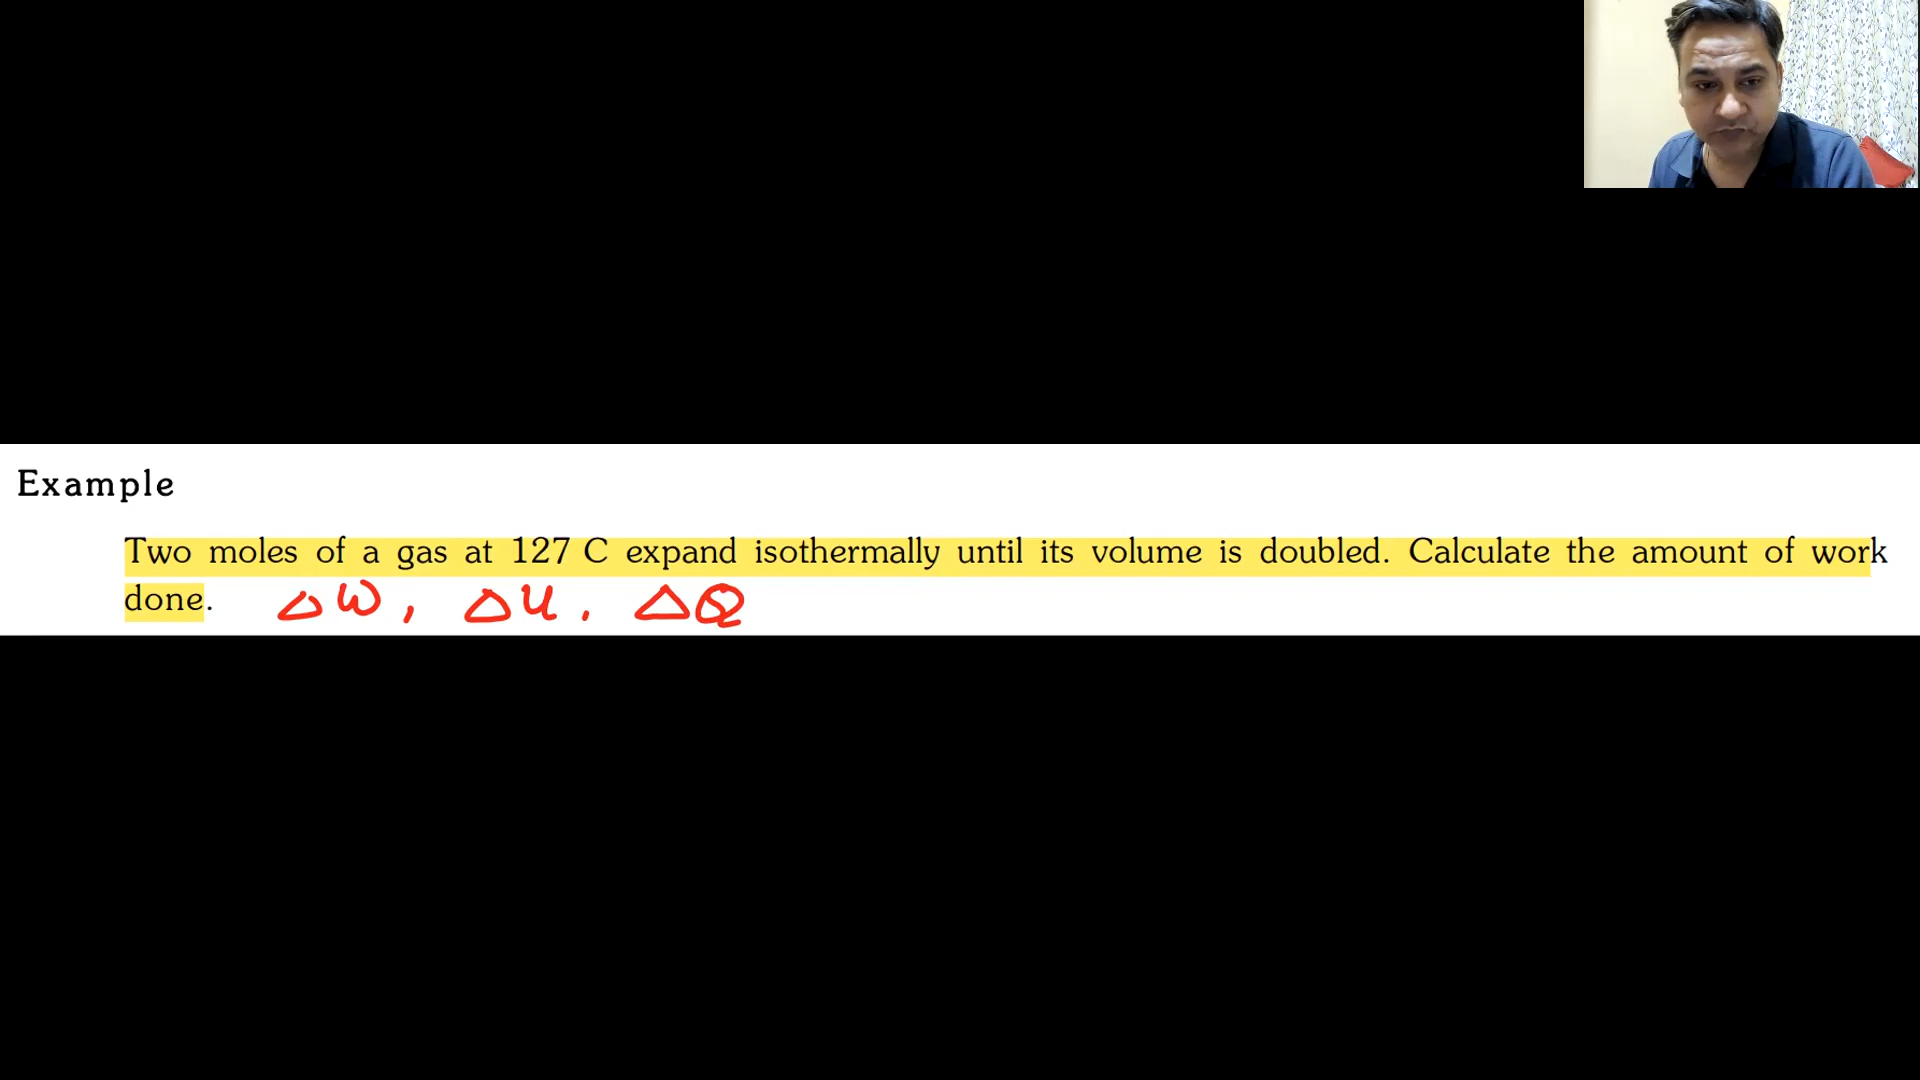 Example
Two moles of a gas at 127 C expand isothermally until its volume is doubled. Calculate the amount of work
done. ΔW, ΔU. ΔQ